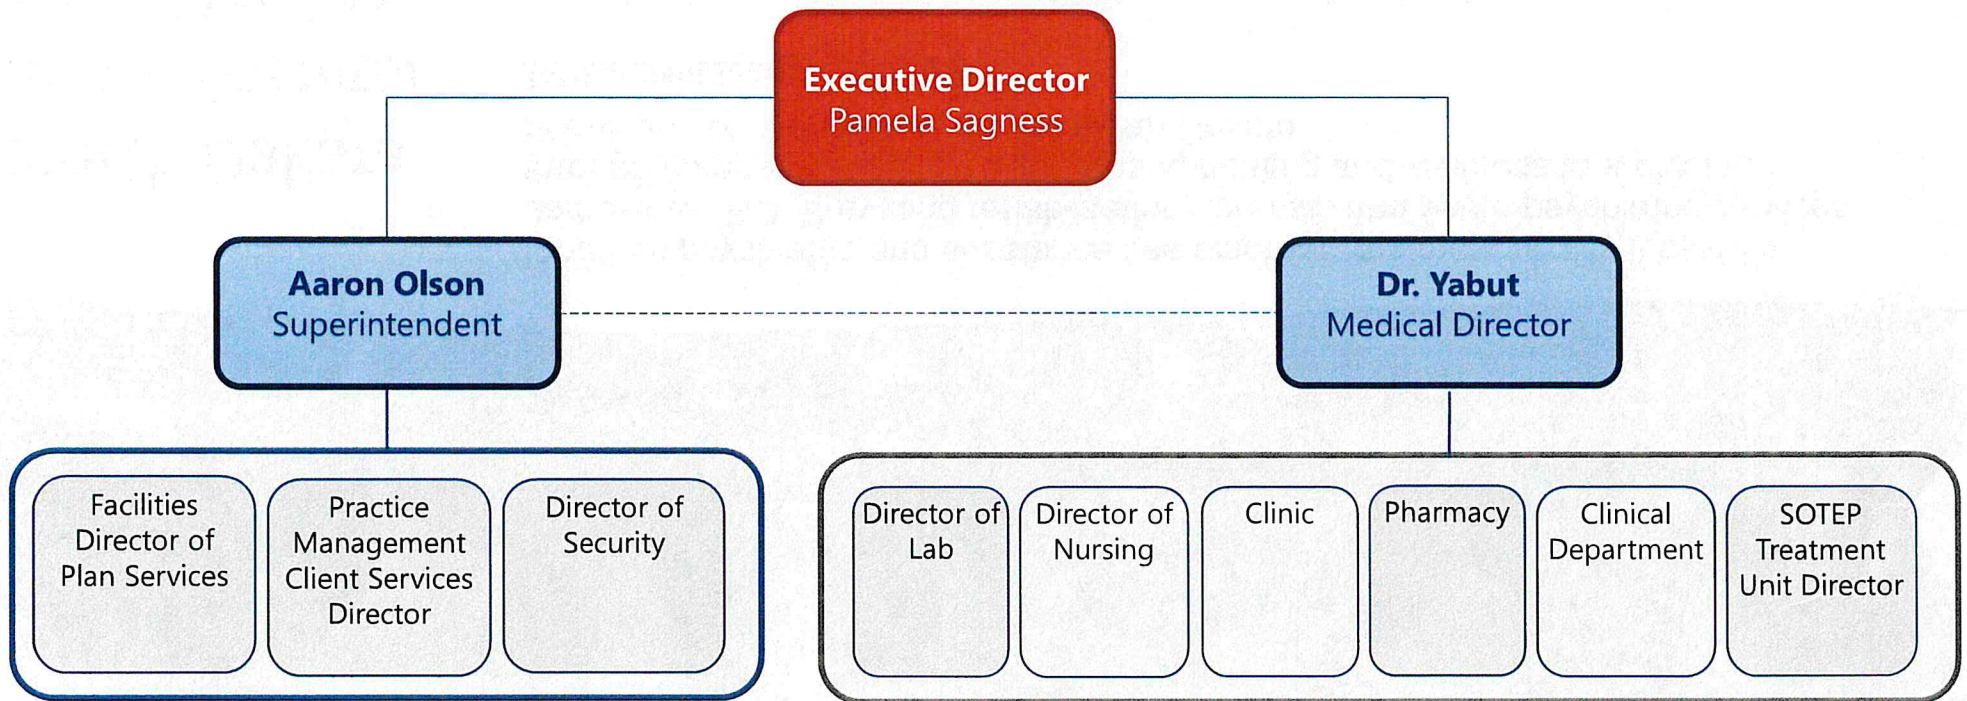 Executive Director
Pamela Sagness
Aaron Olson
Superintendent
Dr. Yabut
Medical Director
Facilities
Director of
Plan Services
Practice
Management
Client Services
Director
Director of
Security
Director of
Lab
Director of
Nursing
Clinic
Pharmacy
Clinical
Department
SOTEP
Treatment
Unit Director